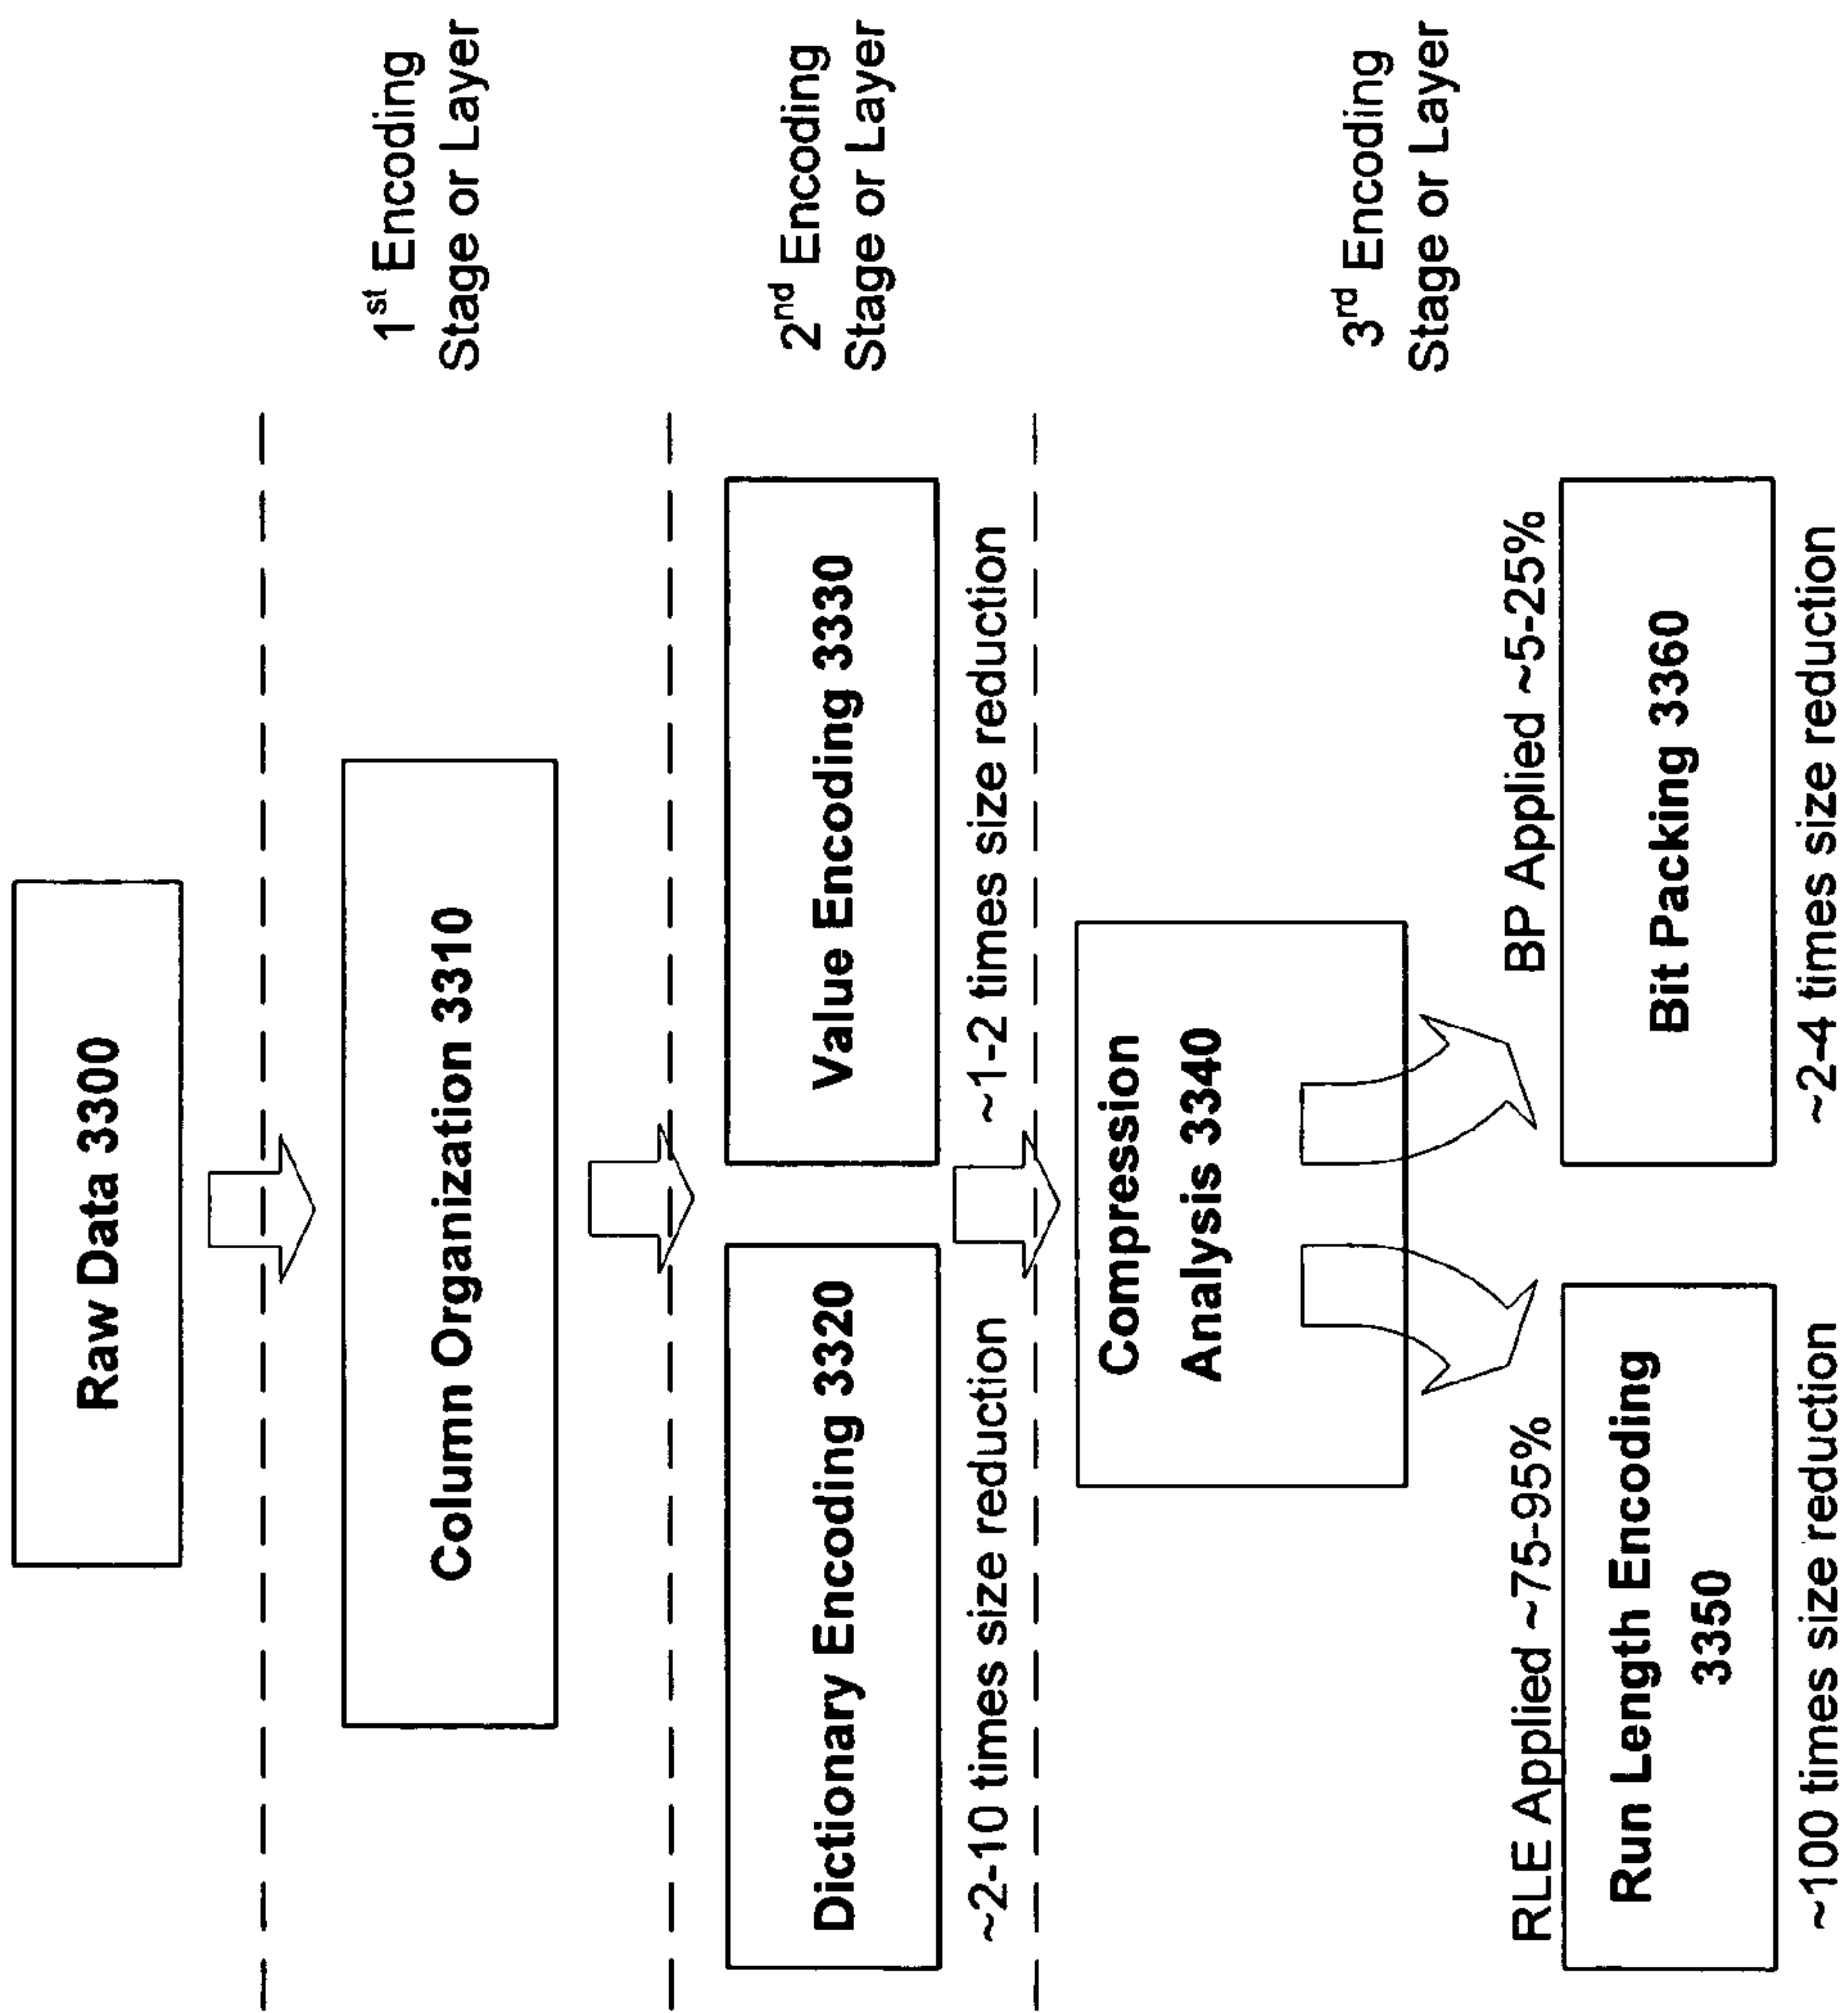 Raw Data 3300
1st Encoding
Stage or Layer
Column Organization 3310
2nd Encoding
Stage or Layer
Dictionary Encoding 3320
Value Encoding 3330
~2-10 times size reduction
~1-2 times size reduction
3rd Encoding
Stage or Layer
Compression
Analysis 3340
RLE Applied ~75-95%
BP Applied ~5-25%
Run Length Encoding
3350
Bit Packing 3360
~100 times size reduction
~2-4 times size reduction